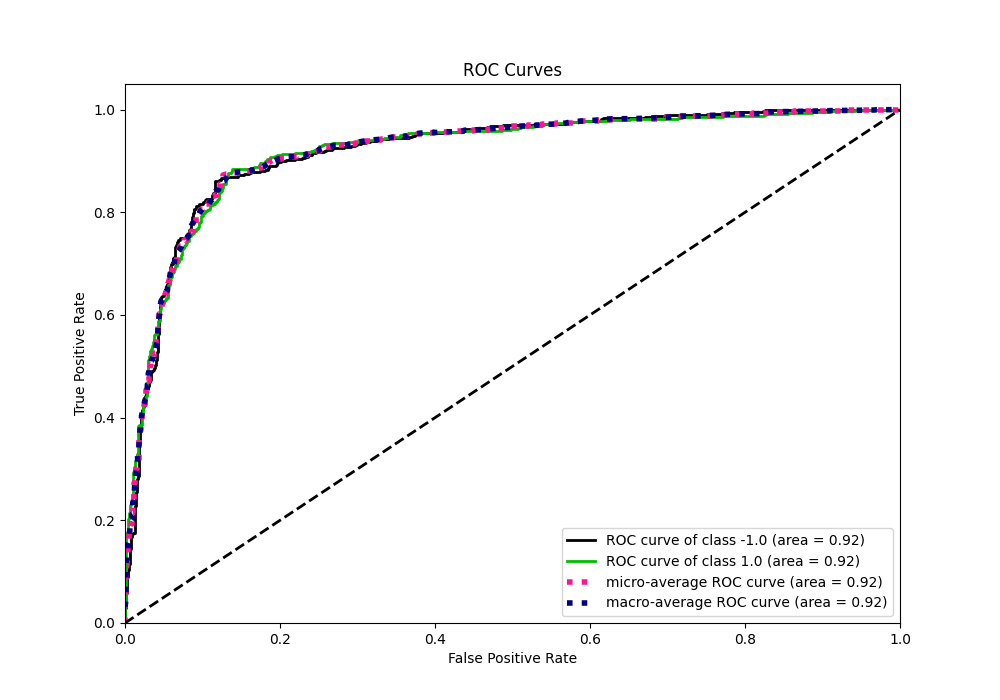 ROC Curves
1.0
0.8
0.6
0.4
0.2
0.0
True Positive Rate
ROC curve of class -1.0 (area = 0.92)
ROC curve of class 1.0 (area = 0.92)
micro-average ROC curve (area = 0.92)
macro-average ROC curve (area = 0.92)
0.0 0.2 0.4 0.6 0.8 1.0
False Positive Rate